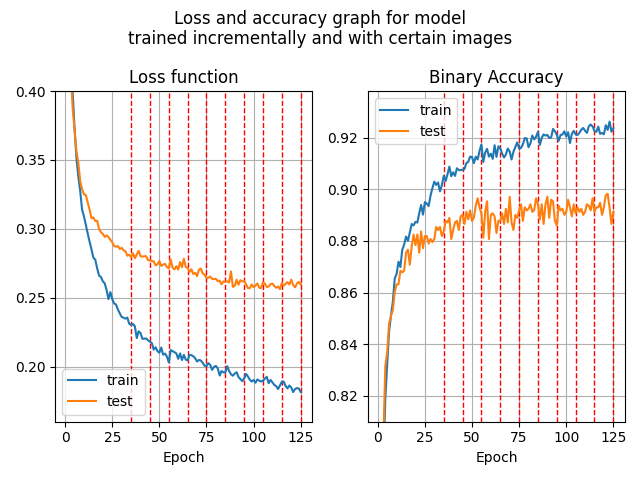 Loss and accuracy graph for model
trained incrementally and with certain images
Loss function
0.40
0.35
0.30
0.25
0.20
train
test
0 25 50 75 100 125
Epoch
Binary Accuracy
train
test
0.92
0.90
0.88
0.86
0.84
0.82
0 25 50 75 100 125
Epoch